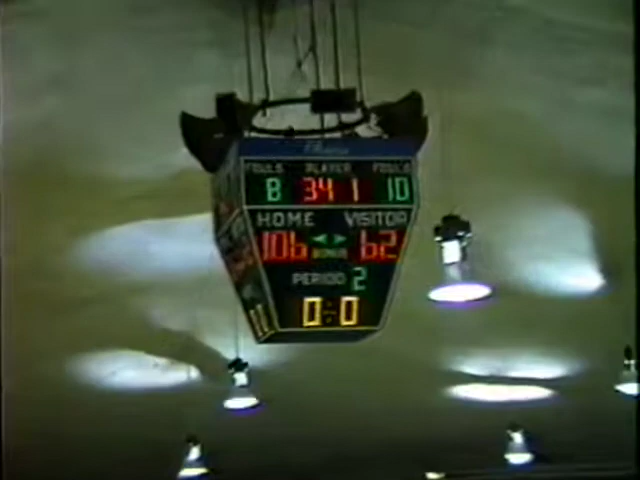 FOULS PLAYER FOULS
8 34 1 10
HOME VISITOR
106 BONUS 62
PERIOD 2
0:0